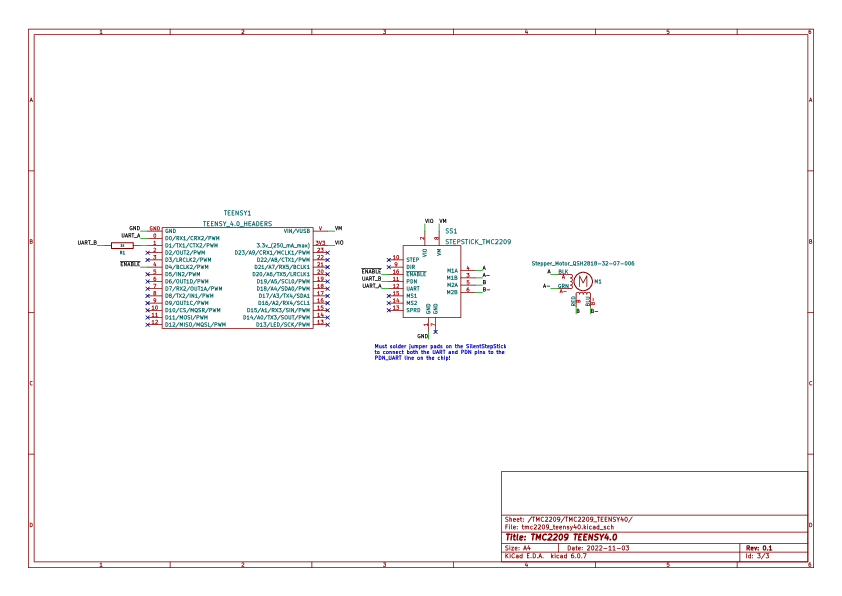 1 2 3 4 5 6
A
A
TEENSY1
TEENSY_4.0_HEADERS
GND GND GND VIN/VUSB V VM
UART_A 0 D0/RX1/CRX2/PWM
UART_B 1K 1 D1/TX1/CTX2/PWM 3.3v_(250_mA_max) 3V3 VIO
R1
2 D2/OUT2/PWM D23/A9/CRX1/MCLK1/PWM 23
3 D3/LRCLK2/PWM D22/A8/CTX1/PWM 22
ENABLE 4 D4/BCLK2/PWM D21/A7/RX5/BCLK1 21
5 D5/IN2/PWM D20/A6/TX5/LRCLK1 20
6 D6/OUT1D/PWM D19/A5/SCL0/PWM 19
7 D7/RX2/OUT1A/PWM D18/A4/SDA0/PWM 18
8 D8/TX2/IN1/PWM D17/A3/TX4/SDA1 17
9 D9/OUT1C/PWM D16/A2/RX4/SCL1 16
10 D10/CS/MQSR/PWM D15/A1/RX3/SIN/PWM 15
11 D11/MOSI/PWM D14/A0/TX3/SOUT/PWM 14
12 D12/MISO/MQSL/PWM D13/LED/SCK/PWM 13
B
B
VIO VM
2 8
VIO VM
SS1
STEPSTICK_TMC2209
10 STEP
9 DIR
ENABLE 16 ENABLE
UART_B 11 PDN
UART_A 12 UART
15 MS1
14 MS2
13 SPRD
M1A 4 A
M1B 3 A-
M2A 5 B
M2B 6 B-
GND GND
1 7
GND
Must solder jumper pads on the SilentStepStick
to connect both the UART and PDN pins to the
PDN_UART line on the chip!
Stepper_Motor_QSH2818-32-07-006
A BLK A
A- GRN A-
M M1
RED B B- BLU
B B-
C
C
D
D
Sheet: /TMC2209/TMC2209_TEENSY40/
File: tmc2209_teensy40.kicad_sch
Title: TMC2209 TEENSY4.0
Size: A4 Date: 2022-11-03 Rev: 0.1
KiCad E.D.A. kicad 6.0.7 Id: 3/3
1 2 3 4 5 6